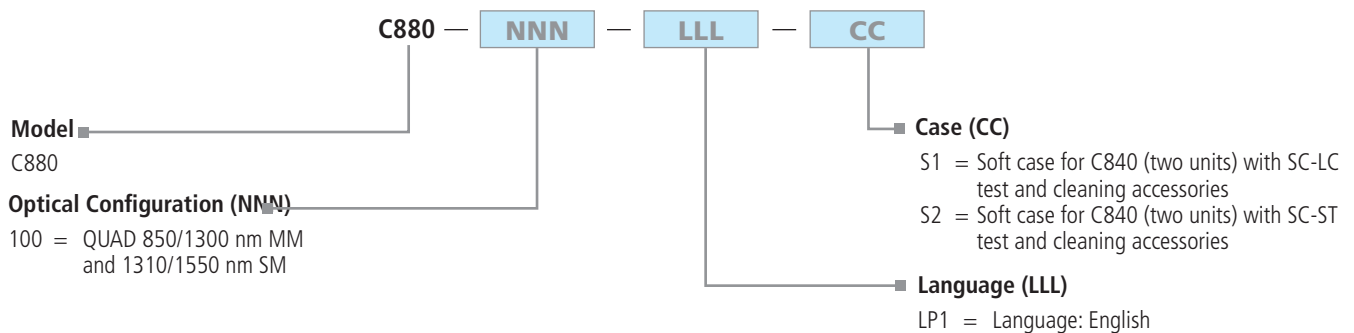 C880 — NNN — LLL — CC
Model
C880
Optical Configuration (NNN)
100 = QUAD 850/1300 nm MM
and 1310/1550 nm SM
Case (CC)
S1 = Soft case for C840 (two units) with SC-LC
test and cleaning accessories
S2 = Soft case for C840 (two units) with SC-ST
test and cleaning accessories
Language (LLL)
LP1 = Language: English